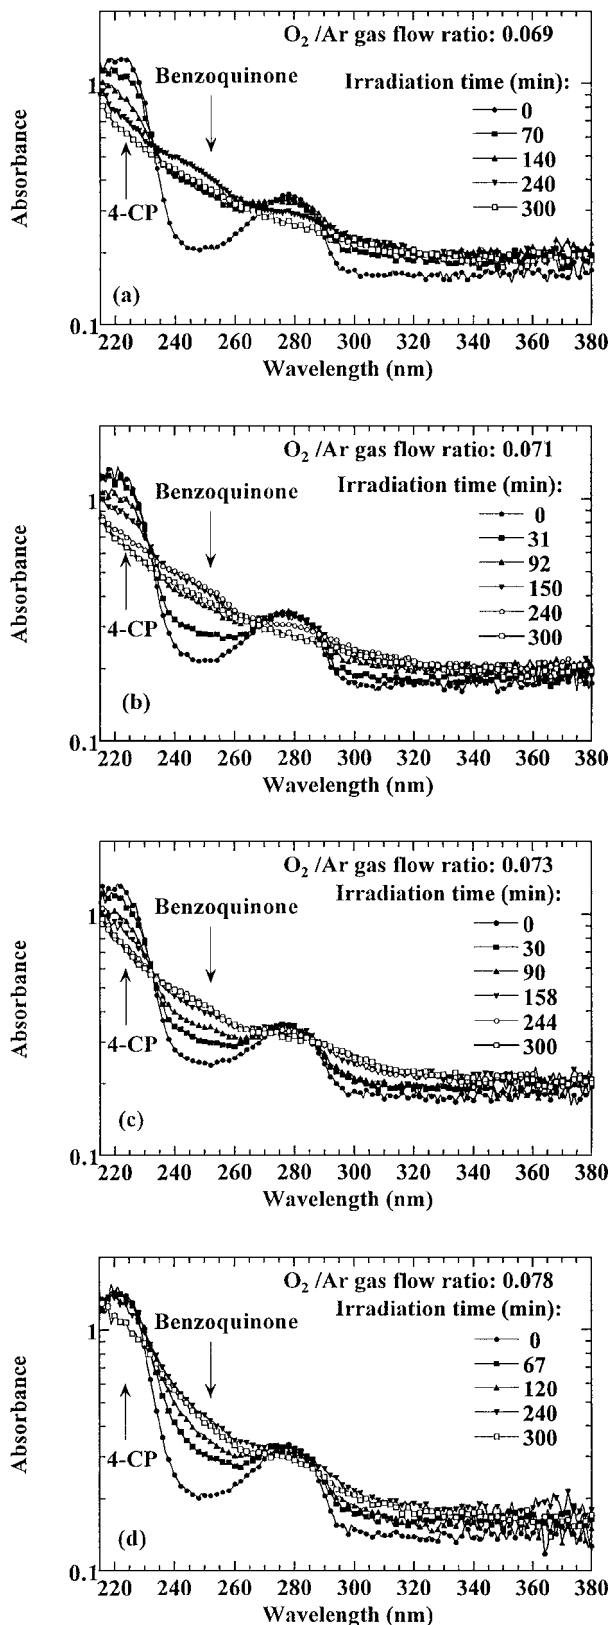 O2 /Ar gas flow ratio: 0.069
Benzoquinone
Irradiation time (min):
0
70
140
240
300
1
Absorbance
4-CP
(a)
0.1
220 240 260 280 300 320 340 360 380
Wavelength (nm)
O2 /Ar gas flow ratio: 0.071
Benzoquinone
Irradiation time (min):
0
31
92
150
240
300
1
Absorbance
4-CP
(b)
0.1
220 240 260 280 300 320 340 360 380
Wavelength (nm)
O2 /Ar gas flow ratio: 0.073
Irradiation time (min):
Benzoquinone
0
30
90
158
244
300
1
Absorbance
4-CP
(c)
0.1
220 240 260 280 300 320 340 360 380
Wavelength (nm)
O2 /Ar gas flow ratio: 0.078
Irradiation time (min):
Benzoquinone
0
67
120
240
300
1
Absorbance
4-CP
(d)
0.1
220 240 260 280 300 320 340 360 380
Wavelength (nm)